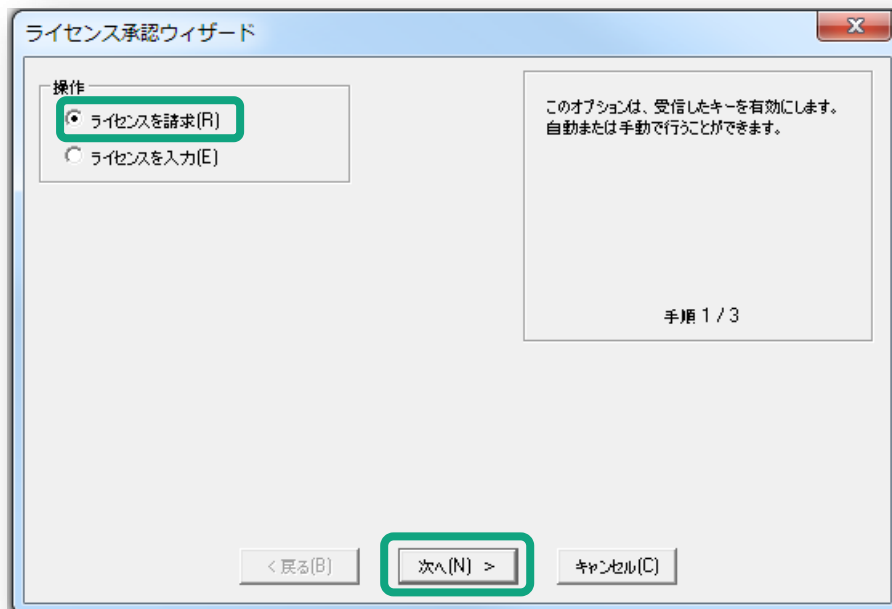 ライセンス承認ウィザード
操作
ライセンスを請求(R)
ライセンスを入力(E)
このオプションは、受信したキーを有効にします。
自動または手動で行うことができます。
手順 1 / 3
< 戻る(B)
次へ(N) >
キャンセル(C)